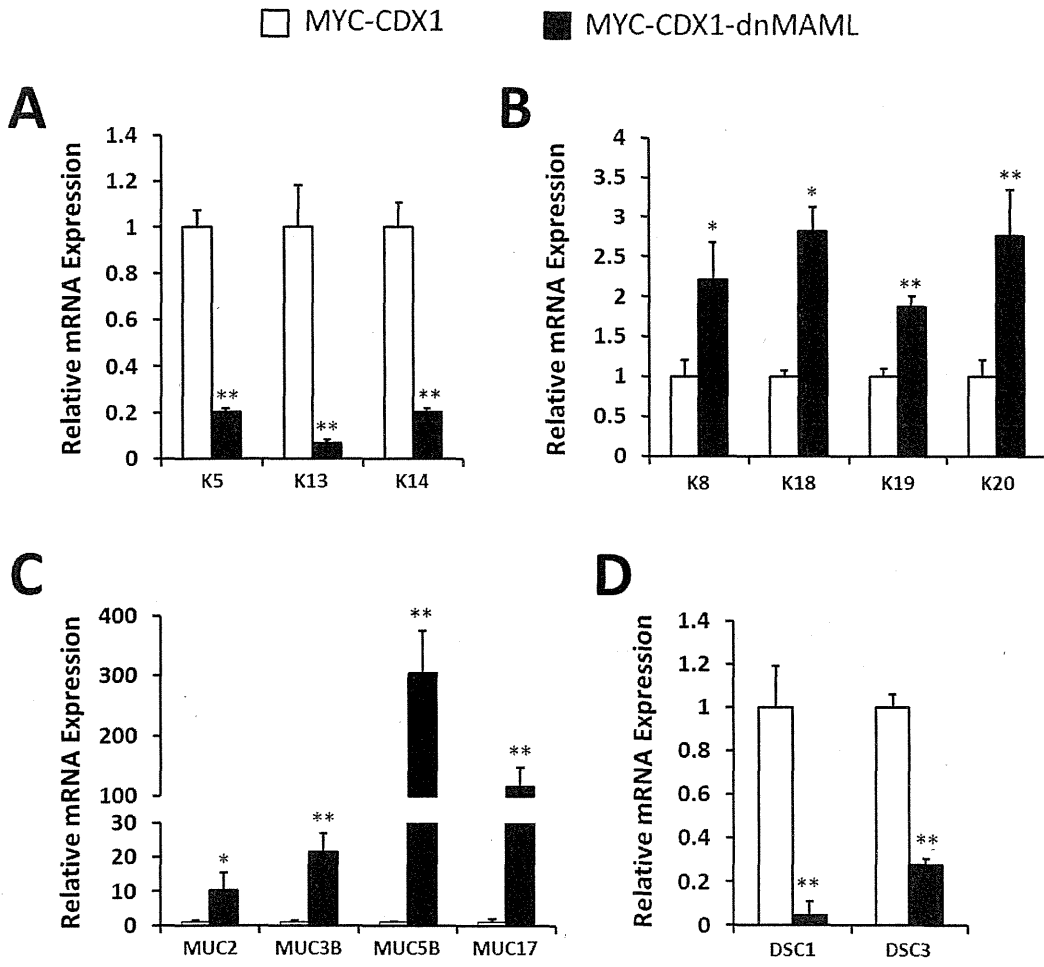 MYC-CDX1
MYC-CDX1-dnMAML
A
Relative mRNA Expression
1.4
1.2
1
0.8
0.6
0.4
0.2
0
**
**
**
K5
K13
K14
B
Relative mRNA Expression
4
3.5
3
2.5
2
1
0.5
0
*
*
**
**
K8
K18
K19
K20
C
Relative mRNA Expression
400
300
200
100
30
20
10
0
*
**
**
**
MUC2
MUC3B
MUC5B
MUC17
D
Relative mRNA Expression
1.4
1.2
1
0.8
0.6
0.4
0.2
0
**
**
DSC1
DSC3